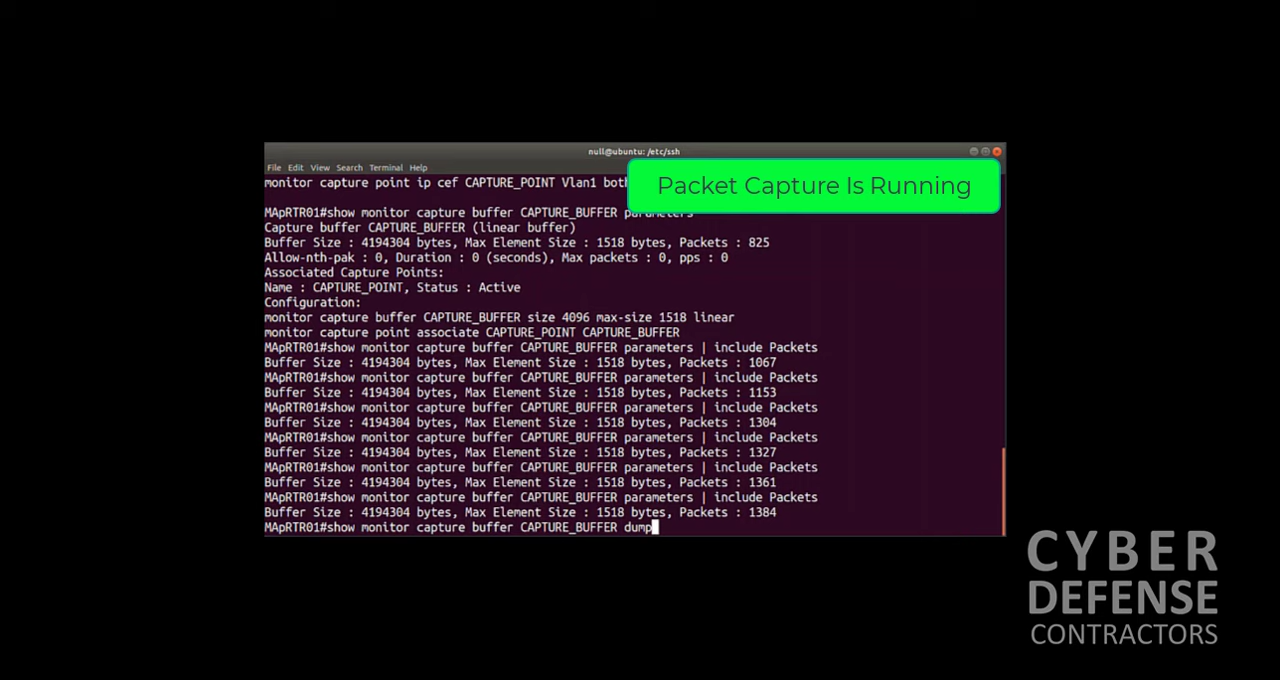 null@ubuntu: /etc/ssh
File Edit View Search Terminal Help
monitor capture point ip cef CAPTURE_POINT Vlan1 both
Packet Capture Is Running
MApRTR01#show monitor capture buffer CAPTURE_BUFFER parameters
Capture buffer CAPTURE_BUFFER (linear buffer)
Buffer Size : 4194304 bytes, Max Element Size : 1518 bytes, Packets : 825
Allow-nth-pak : 0, Duration : 0 (seconds), Max packets : 0, pps : 0
Associated Capture Points:
Name : CAPTURE_POINT, Status : Active
Configuration:
monitor capture buffer CAPTURE_BUFFER size 4096 max-size 1518 linear
monitor capture point associate CAPTURE_POINT CAPTURE_BUFFER
MApRTR01#show monitor capture buffer CAPTURE_BUFFER parameters | include Packets
Buffer Size : 4194304 bytes, Max Element Size : 1518 bytes, Packets : 1067
MApRTR01#show monitor capture buffer CAPTURE_BUFFER parameters | include Packets
Buffer Size : 4194304 bytes, Max Element Size : 1518 bytes, Packets : 1153
MApRTR01#show monitor capture buffer CAPTURE_BUFFER parameters | include Packets
Buffer Size : 4194304 bytes, Max Element Size : 1518 bytes, Packets : 1304
MApRTR01#show monitor capture buffer CAPTURE_BUFFER parameters | include Packets
Buffer Size : 4194304 bytes, Max Element Size : 1518 bytes, Packets : 1327
MApRTR01#show monitor capture buffer CAPTURE_BUFFER parameters | include Packets
Buffer Size : 4194304 bytes, Max Element Size : 1518 bytes, Packets : 1361
MApRTR01#show monitor capture buffer CAPTURE_BUFFER parameters | include Packets
Buffer Size : 4194304 bytes, Max Element Size : 1518 bytes, Packets : 1384
MApRTR01#show monitor capture buffer CAPTURE_BUFFER dump
CYBER
DEFENSE
CONTRACTORS